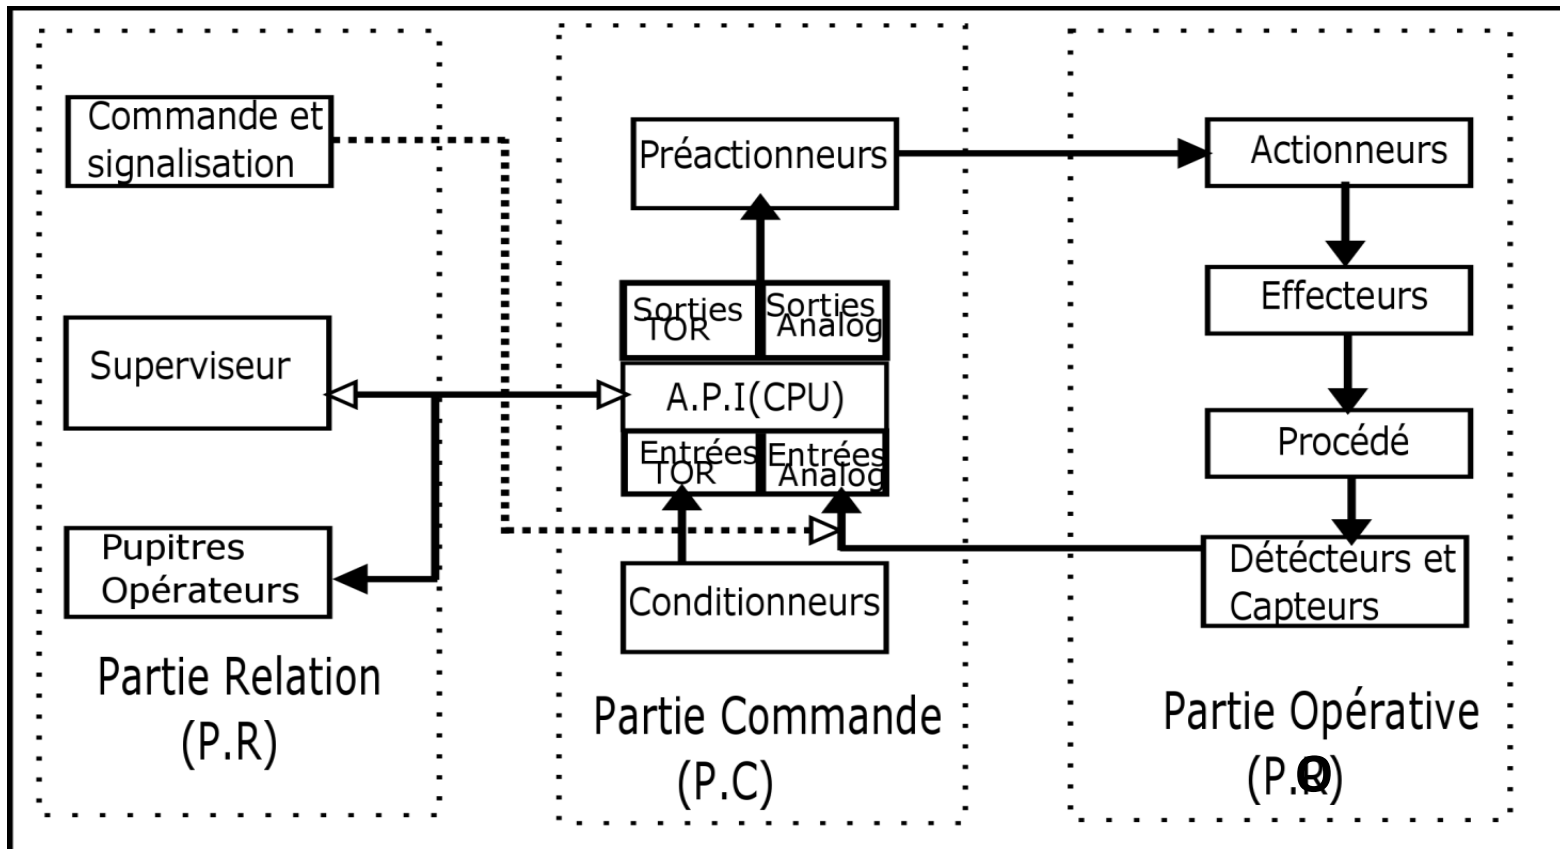 Commande et
signalisation
Superviseur
Pupitres
Opérateurs
Partie Relation
(P.R)
Préactionneurs
Sorties
TOR
Sorties
Analog
A.P.I(CPU)
Entrées
TOR
Entrées
Analog
Conditionneurs
Partie Commande
(P.C)
Actionneurs
Effecteurs
Procédé
Détécteurs et
Capteurs
Partie Opérative
(P.O)